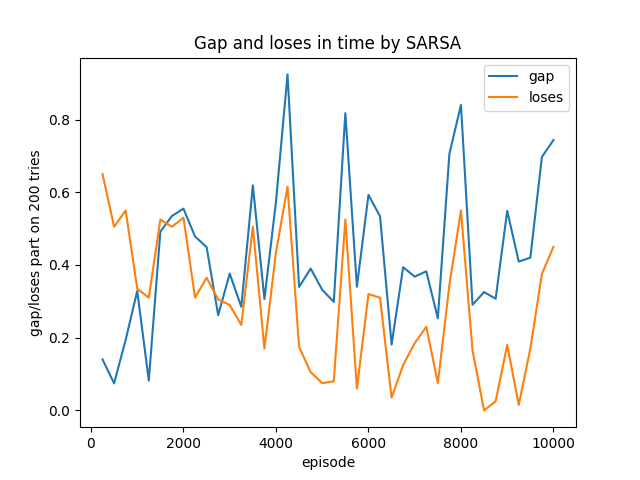 Gap and loses in time by SARSA
gap
loses
gap/loses part on 200 tries
0.8
0.6
0.4
0.2
0.0
0 2000 4000 6000 8000 10000
episode